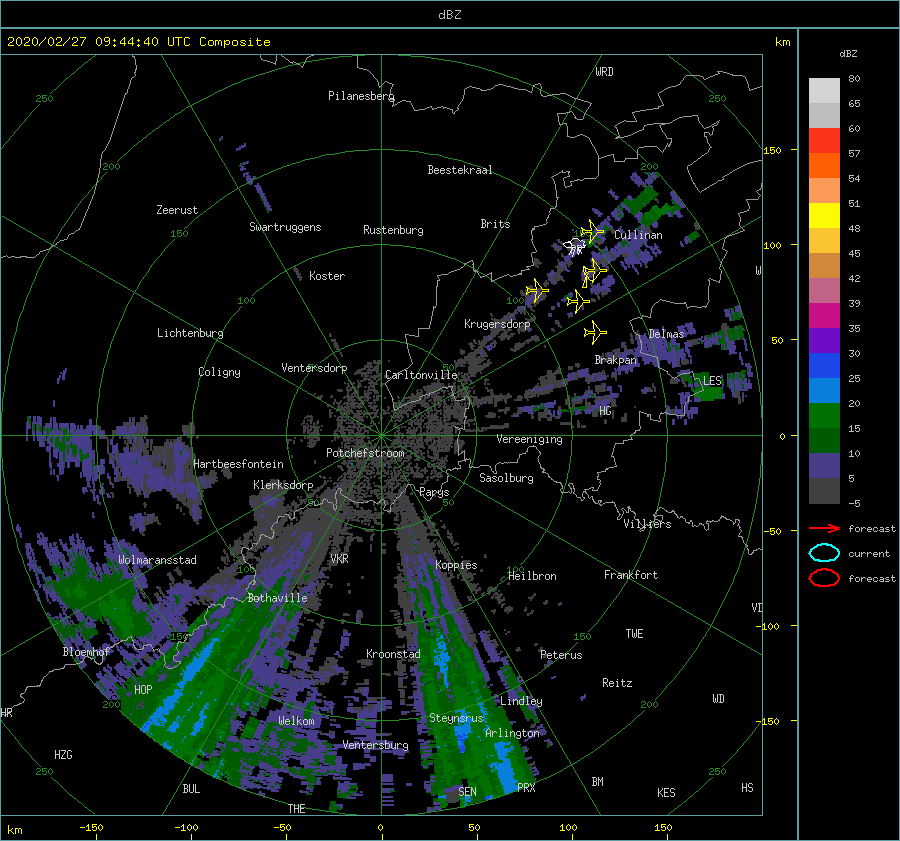 dBZ
2020/02/27 09:44:40 UTC Composite
km
dBZ
WRD
250
250
Pilanesberg
80
65
60
57
54
51
48
45
42
39
35
30
25
20
15
10
5
-5
150
200
200
Beestekraal
Zeerust
Swartruggens
150
Rustenburg
Brits
Cullinan
100
Koster
W
100
100
Krugersdorp
Lichtenburg
Delmas
50
Ventersdorp
Coligny
Carltonville
Brakpan
LES
HG
Vereeniging
0
Potchefstroom
Hartbeesfontein
Klerksdorp
Sasolburg
Parys
50
50
Villiers
-50
forecast
current
forecast
Wolmaransstad
VKR
Koppies
100
100
Heilbron
Frankfort
Bothaville
VD
-100
150
150
TWE
Bloemhof
Kroonstad
Peterus
HOP
Reitz
200
200
WD
HR
Lindley
Welkom
Steynsrus
-150
Arlington
Ventersburg
HZG
250
250
BUL
BM
SEN
PRX
KES
HS
THE
km
-150
-100
-50
0
50
100
150